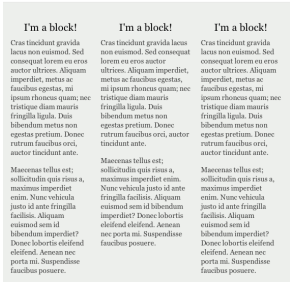 I'm a block!
Cras tincidunt gravida
lacus non euismod. Sed
consequat lorem eu eros
auctor ultrices. Aliquam
imperdiet, metus ac
faucibus egestas, mi
ipsum rhoncus quam; nec
tristique diam mauris
fringilla ligula. Duis
bibendum metus non
egestas pretium. Donec
rutrum faucibus orci,
auctor tincidunt ante.
Maecenas tellus est;
sollicitudin quis risus a,
maximus imperdiet
enim. Nunc vehicula
justo id ante fringilla
facilisis. Aliquam
euismod sem id
bibendum imperdiet?
Donec lobortis eleifend
eleifend. Aenean nec
porta mi. Suspendisse
faucibus posuere.
I'm a block!
Cras tincidunt gravida lacus
non euismod. Sed consequat
lorem eu eros auctor
ultrices. Aliquam imperdiet,
metus ac faucibus egestas,
mi ipsum rhoncus quam; nec
tristique diam mauris
fringilla ligula. Duis
bibendum metus non
egestas pretium. Donec
rutrum faucibus orci, auctor
tincidunt ante.
Maecenas tellus est;
sollicitudin quis risus a,
maximus imperdiet enim.
Nunc vehicula justo id ante
fringilla facilisis. Aliquam
euismod sem id bibendum
imperdiet? Donec lobortis
eleifend eleifend. Aenean
nec porta mi. Suspendisse
faucibus posuere.
I'm a block!
Cras tincidunt gravida
lacus non euismod. Sed
consequat lorem eu eros
auctor ultrices. Aliquam
imperdiet, metus ac
faucibus egestas, mi
ipsum rhoncus quam; nec
tristique diam mauris
fringilla ligula. Duis
bibendum metus non
egestas pretium. Donec
rutrum faucibus orci,
auctor tincidunt ante.
Maecenas tellus est;
sollicitudin quis risus a,
maximus imperdiet
enim. Nunc vehicula
justo id ante fringilla
facilisis. Aliquam
euismod sem id
bibendum imperdiet?
Donec lobortis eleifend
eleifend. Aenean nec
porta mi. Suspendisse
faucibus posuere.